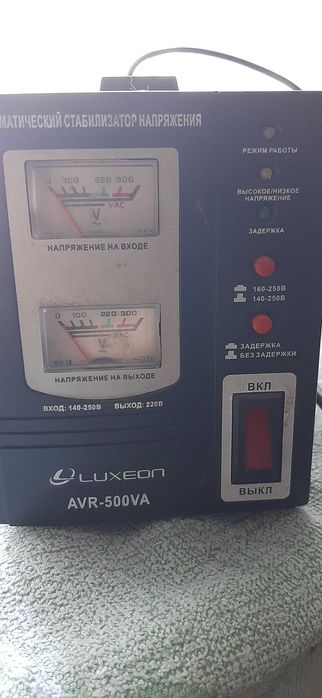 МАТИЧЕСКИЙ СТАБИЛИЗАТОР НАПРЯЖЕНИЯ
РЕЖИМ РАБОТЫ
ВЫСОКОЕ/НИЗКОЕ
НАПРЯЖЕНИЕ
ЗАДЕРЖКА
0 100 220 300
V AC
V
НАПРЯЖЕНИЕ НА ВХОДЕ
160-250В
140-250В
0 100 220 300
V AC
V
НАПРЯЖЕНИЕ НА ВЫХОДЕ
ЗАДЕРЖКА
БЕЗ ЗАДЕРЖКИ
ВХОД: 140-250В ВЫХОД: 220В
ВКЛ
ВЫКЛ
LUXEON
AVR-500VA